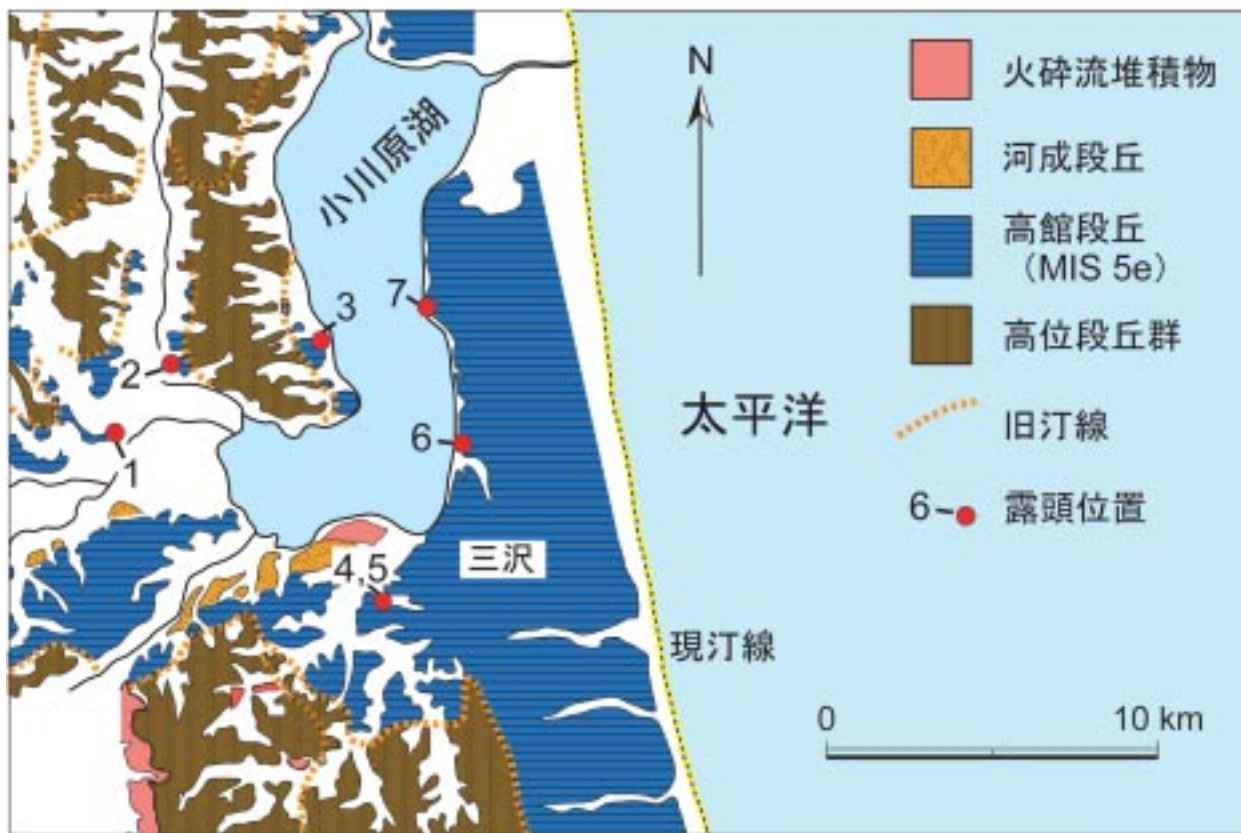 N
小川原湖
火砕流堆積物
河成段丘
高館段丘
(MIS 5e)
高位段丘群
旧汀線
6
露頭位置
7
3
2
1
6
4,5
三沢
太平洋
現汀線
0
10 km